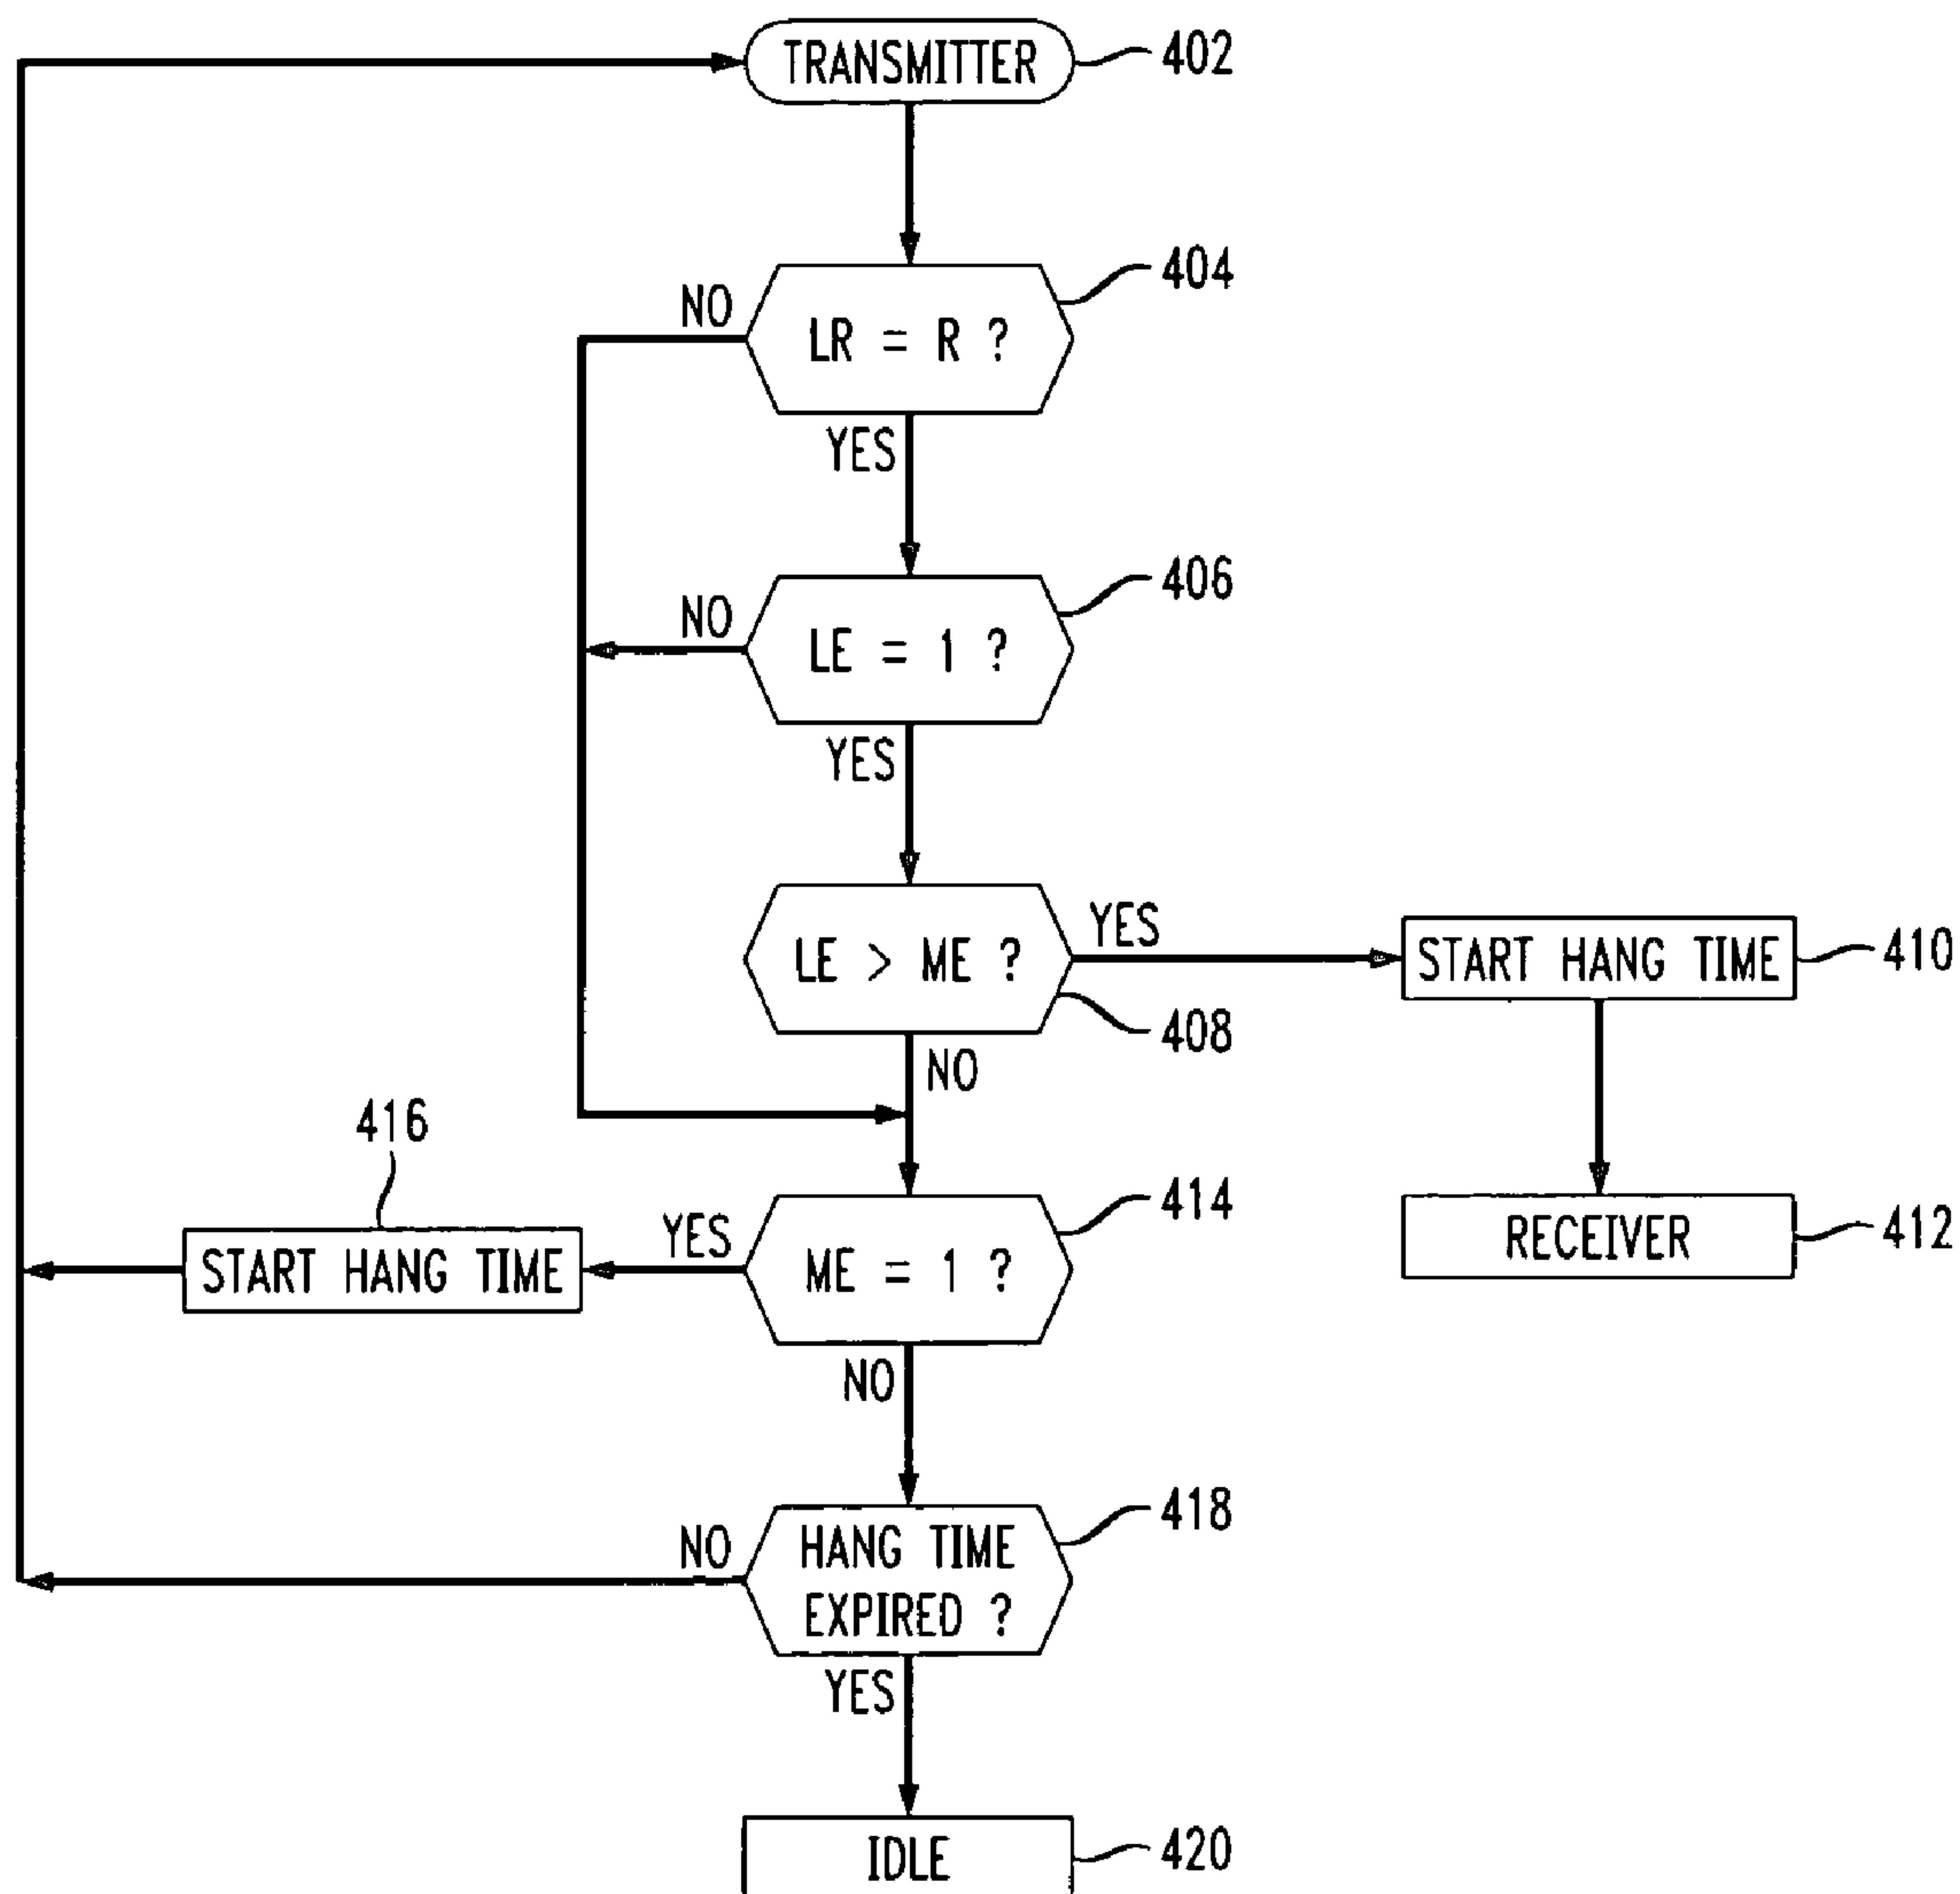 TRANSMITTER
402
404
NO
LR = R ?
YES
406
NO
LE = 1 ?
YES
YES
LE > ME ?
START HANG TIME
410
408
NO
416
414
YES
START HANG TIME
ME = 1 ?
RECEIVER
412
NO
418
NO
HANG TIME
EXPIRED ?
YES
IDLE
420